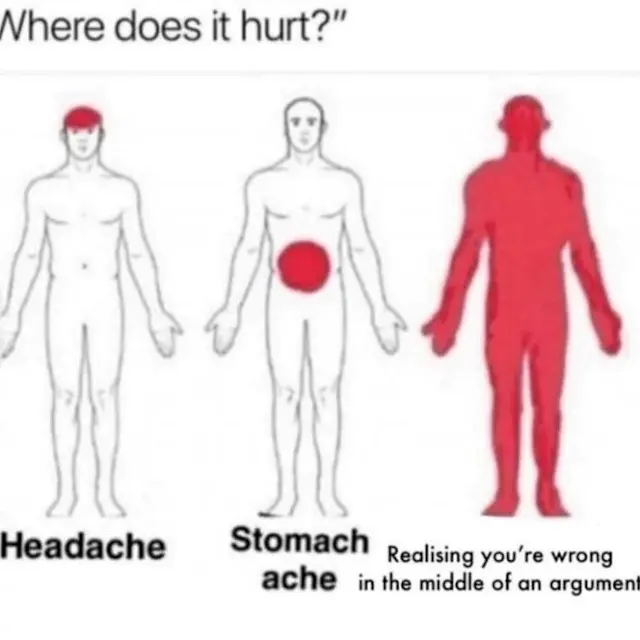 Where does it hurt?"
Headache
Stomach
ache
Realising you're wrong
in the middle of an argument